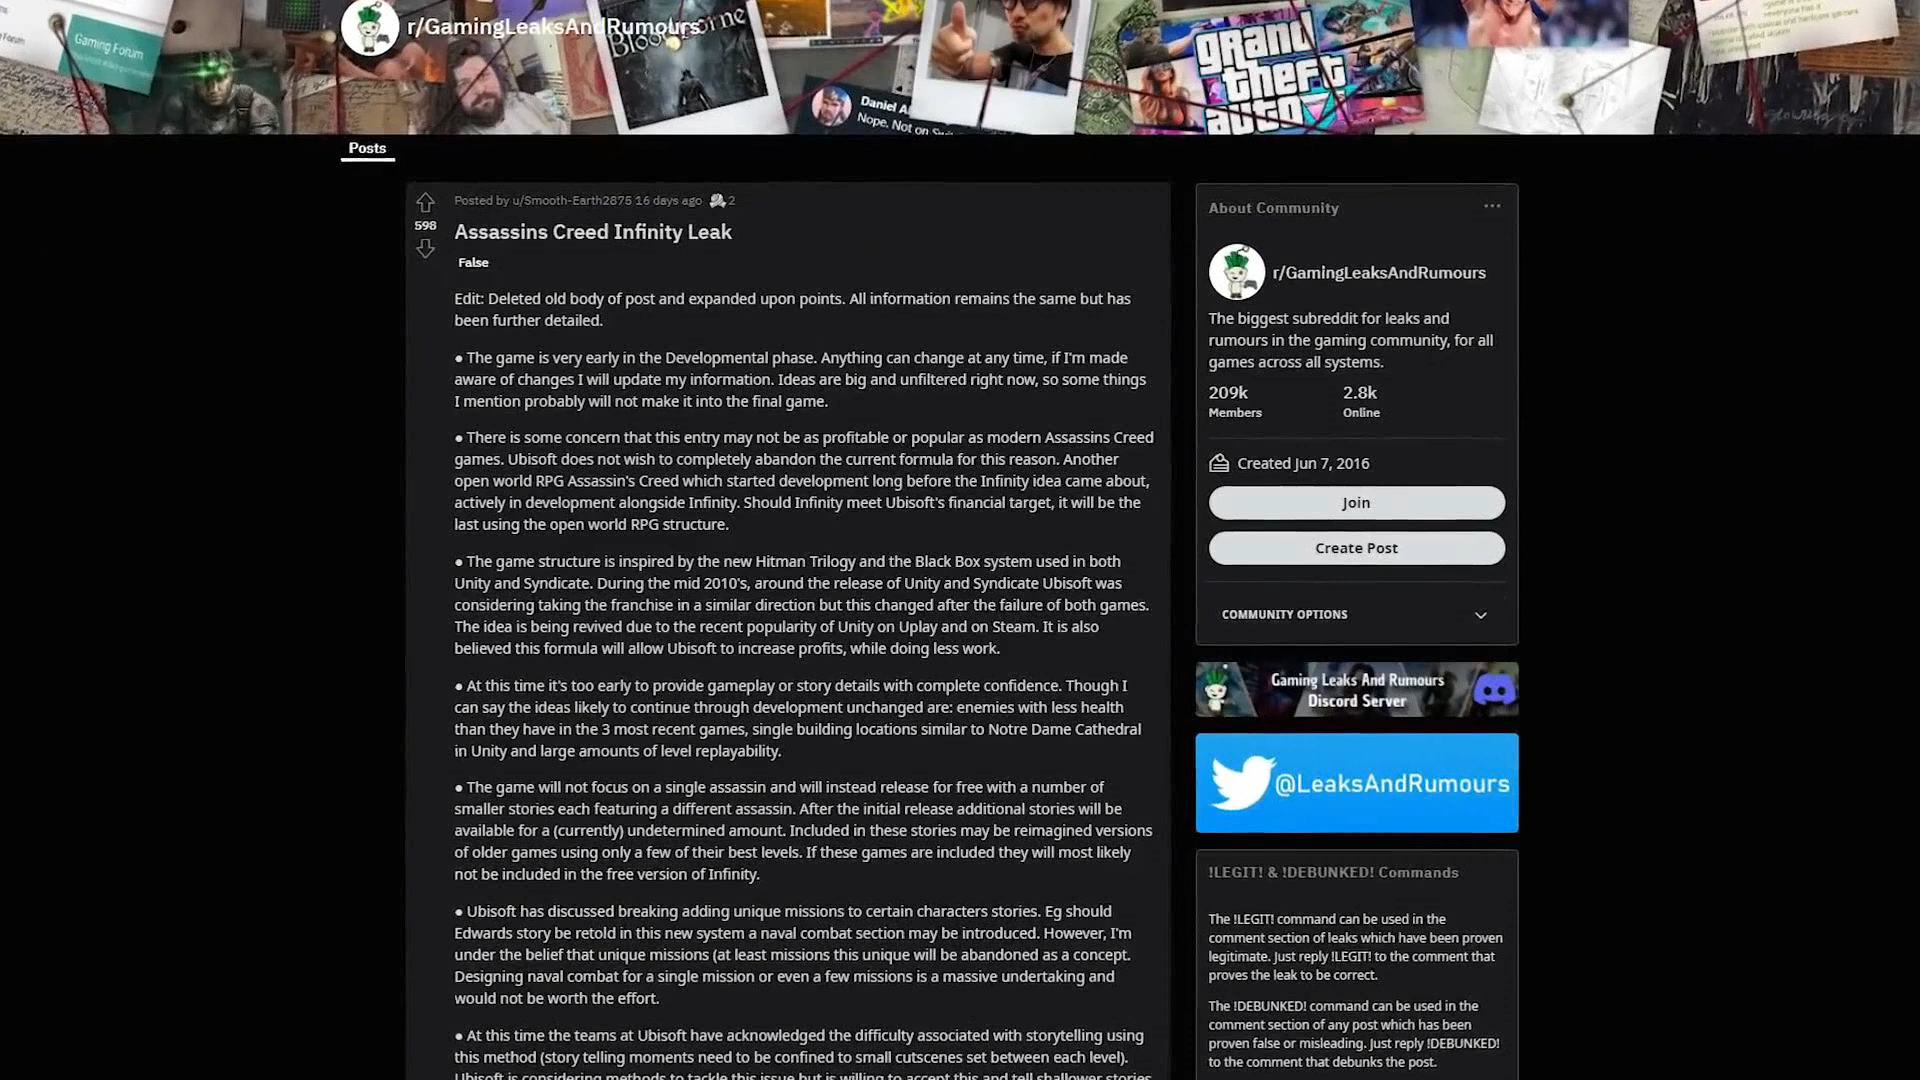 Gaming Forum
r/GamingLeaksAndRumours
Bloodborne
Daniel
Nope. Not on
grand
theft
auto
Posts
Posted by u/Smooth-Earth2875 16 days ago
2
598
Assassins Creed Infinity Leak
False
Edit: Deleted old body of post and expanded upon points. All information remains the same but has
been further detailed.
● The game is very early in the Developmental phase. Anything can change at any time, if I'm made
aware of changes I will update my information. Ideas are big and unfiltered right now, so some things
I mention probably will not make it into the final game.
● There is some concern that this entry may not be as profitable or popular as modern Assassins Creed
games. Ubisoft does not wish to completely abandon the current formula for this reason. Another
open world RPG Assassin's Creed which started development long before the Infinity idea came about,
actively in development alongside Infinity. Should Infinity meet Ubisoft's financial target, it will be the
last using the open world RPG structure.
● The game structure is inspired by the new Hitman Trilogy and the Black Box system used in both
Unity and Syndicate. During the mid 2010's, around the release of Unity and Syndicate Ubisoft was
considering taking the franchise in a similar direction but this changed after the failure of both games.
The idea is being revived due to the recent popularity of Unity on Uplay and on Steam. It is also
believed this formula will allow Ubisoft to increase profits, while doing less work.
● At this time it's too early to provide gameplay or story details with complete confidence. Though I
can say the ideas likely to continue through development unchanged are: enemies with less health
than they have in the 3 most recent games, single building locations similar to Notre Dame Cathedral
in Unity and large amounts of level replayability.
● The game will not focus on a single assassin and will instead release for free with a number of
smaller stories each featuring a different assassin. After the initial release additional stories will be
available for a (currently) undetermined amount. Included in these stories may be reimagined versions
of older games using only a few of their best levels. If these games are included they will most likely
not be included in the free version of Infinity.
● Ubisoft has discussed breaking adding unique missions to certain characters stories. Eg should
Edwards story be retold in this new system a naval combat section may be introduced. However, I'm
under the belief that unique missions (at least missions this unique will be abandoned as a concept.
Designing naval combat for a single mission or even a few missions is a massive undertaking and
would not be worth the effort.
● At this time the teams at Ubisoft have acknowledged the difficulty associated with storytelling using
this method (story telling moments need to be confined to small cutscenes set between each level).
Ubisoft is considering methods to tackle this issue but is willing to accept this and tell shallower stories
About Community
r/GamingLeaksAndRumours
The biggest subreddit for leaks and
rumours in the gaming community, for all
games across all systems.
209k
2.8k
Members
Online
Created Jun 7, 2016
Join
Create Post
COMMUNITY OPTIONS
Gaming Leaks And Rumours
Discord Server
@LeaksAndRumours
!LEGIT! & !DEBUNKED! Commands
The !LEGIT! command can be used in the
comment section of leaks which have been proven
legitimate. Just reply !LEGIT! to the comment that
proves the leak to be correct.
The !DEBUNKED! command can be used in the
comment section of any post which has been
proven false or misleading. Just reply !DEBUNKED!
to the comment that debunks the post.